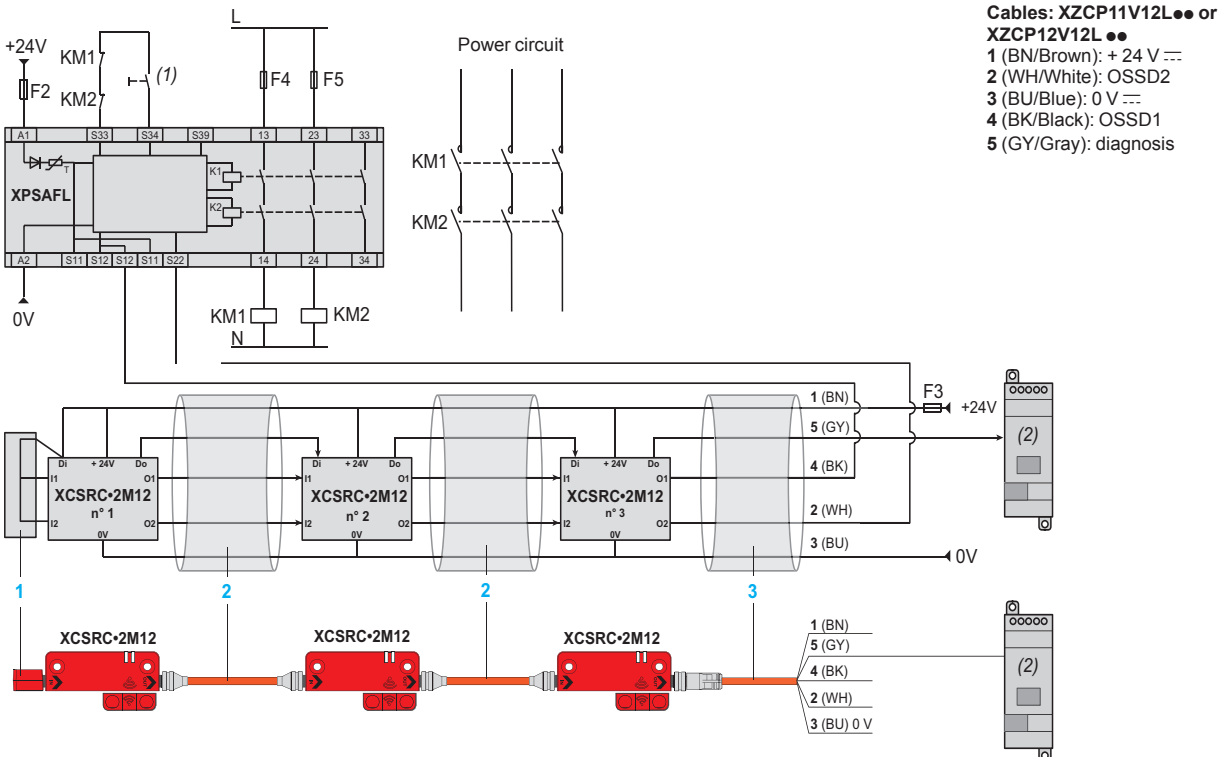 Cables: XZCP11V12L●● or
XZCP12V12L ●●
1 (BN/Brown): + 24 V ⎓
2 (WH/White): OSSD2
3 (BU/Blue): 0 V ⎓
4 (BK/Black): OSSD1
5 (GY/Gray): diagnosis
L
+24V
KM1
(1)
Power circuit
F2
KM2
F4
F5
A1 S33 S34 S39 13 23 33
T
K1
XPSAFL
K2
KM1
KM2
A2 S11 S12 S12 S11 S22 14 24 34
0V
KM1
KM2
N
1 (BN)
F3
+24V
5 (GY)
(2)
Di + 24V Do
Di + 24V Do
Di + 24V Do
4 (BK)
I1 O1
I1 O1
I1 O1
XCSRC•2M12
n° 1
XCSRC•2M12
n° 2
XCSRC•2M12
n° 3
I2 O2
I2 O2
I2 O2
2 (WH)
0V
0V
0V
3 (BU)
0V
1
2
2
3
XCSRC•2M12
XCSRC•2M12
XCSRC•2M12
1 (BN)
5 (GY)
4 (BK)
(2)
2 (WH)
3 (BU) 0 V